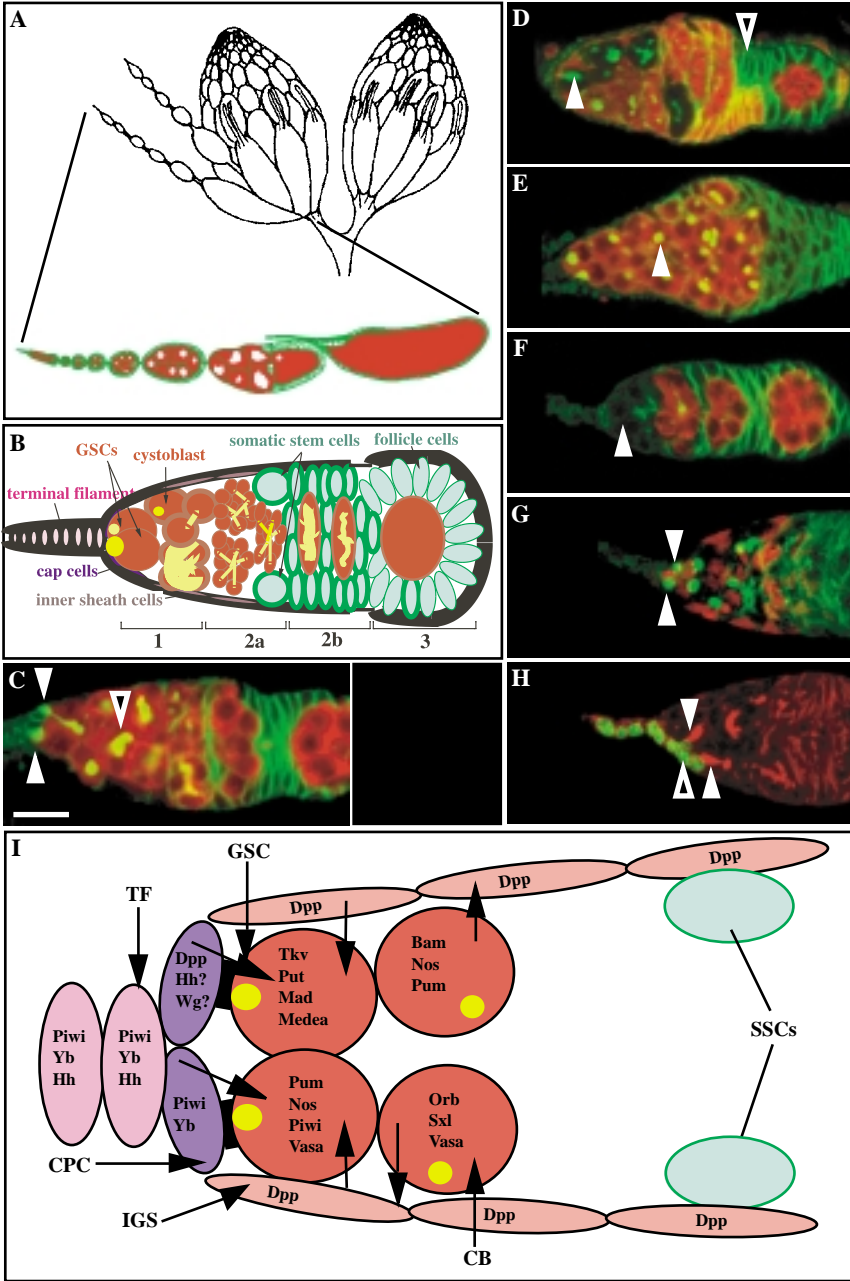 A
B
GSCs
cystoblast
somatic stem cells
follicle cells
terminal filament
cap cells
inner sheath cells
1
2a
2b
3
C
D
E
F
G
H
I
GSC
TF
Dpp
Dpp
Dpp
Dpp
Hh?
Wg?
Tkv
Put
Mad
Medea
Bam
Nos
Pum
Piwi
Yb
Hh
Piwi
Yb
Hh
SSCs
Piwi
Yb
Pum
Nos
Piwi
Vasa
Orb
Sxl
Vasa
CPC
IGS
Dpp
Dpp
Dpp
CB